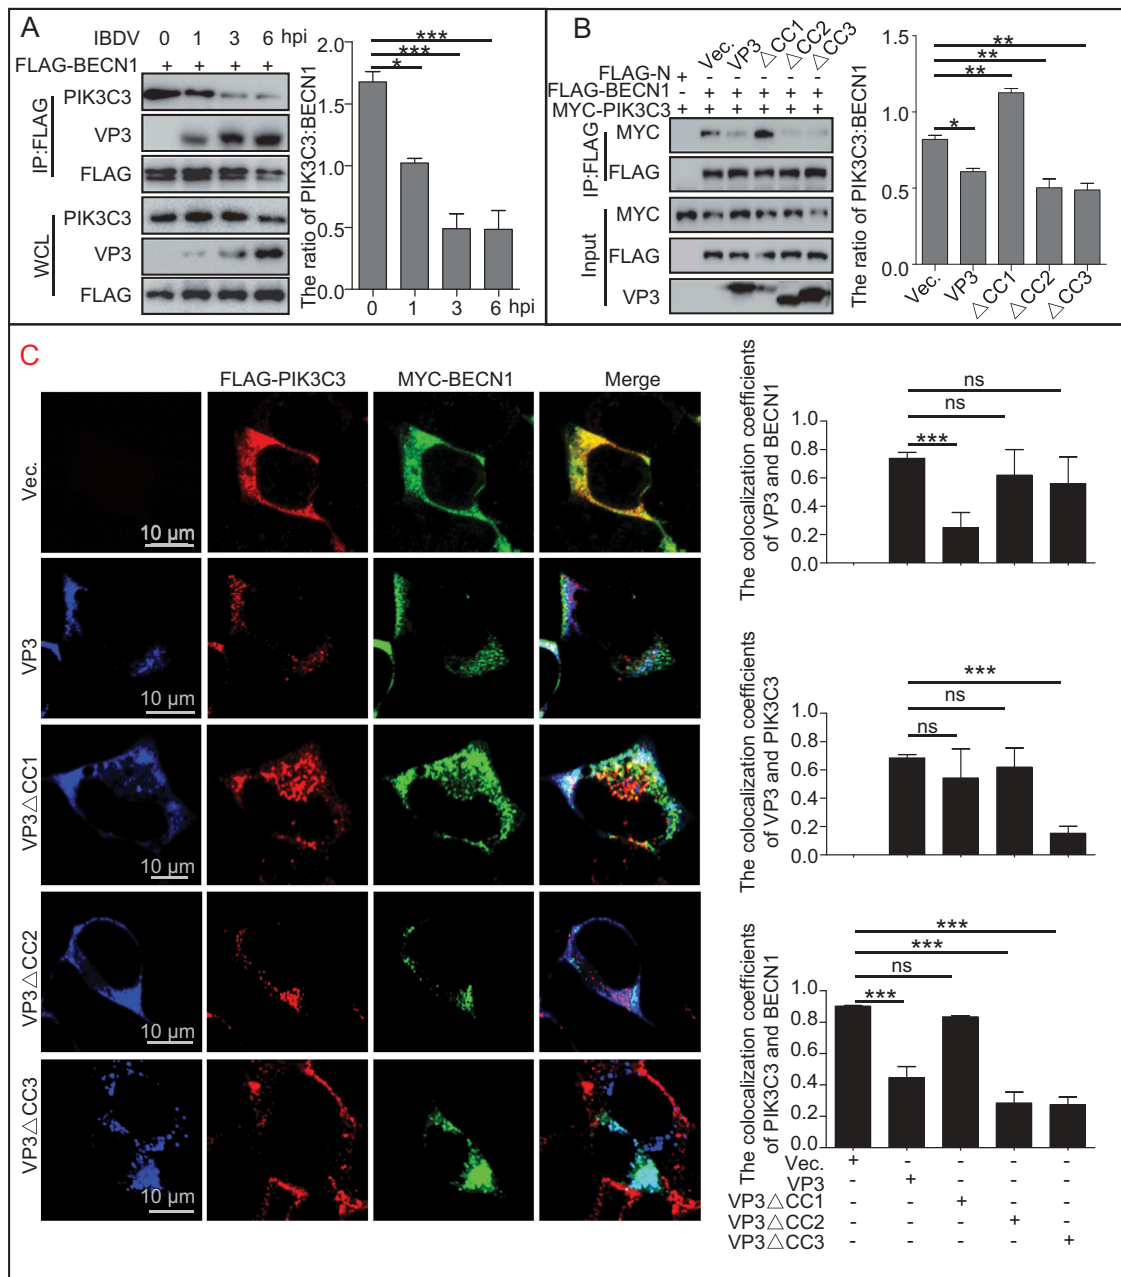 A
IBDV 0 1 3 6 hpi
FLAG-BECN1 + + + +
IP:FLAG
PIK3C3
VP3
FLAG
WCL
PIK3C3
VP3
FLAG
The ratio of PIK3C3:BECN1
2.0
1.5
1.0
0.5
0.0
***
***
*
0 1 3 6 hpi
B
Vec. VP3 △CC1 △CC2 △CC3
FLAG-N + - - - - -
FLAG-BECN1 - + + + + +
MYC-PIK3C3 + + + + + +
IP:FLAG
MYC
FLAG
Input
MYC
FLAG
VP3
The ratio of PIK3C3:BECN1
1.5
1.0
0.5
0.0
**
**
**
*
Vec. VP3 △CC1 △CC2 △CC3
C
FLAG-PIK3C3 MYC-BECN1 Merge
Vec.
10 µm
VP3
10 µm
VP3△CC1
10 µm
VP3△CC2
10 µm
VP3△CC3
10 µm
The colocalization coefficients
of VP3 and BECN1
1.0
0.8
0.6
0.4
0.2
0.0
ns
ns
***
The colocalization coefficients
of VP3 and PIK3C3
1.0
0.8
0.6
0.4
0.2
0.0
***
ns
ns
The colocalization coefficients
of PIK3C3 and BECN1
1.0
0.8
0.6
0.4
0.2
0.0
***
***
ns
***
Vec. + - - - -
VP3 - + - - -
VP3△CC1 - - + - -
VP3△CC2 - - - + -
VP3△CC3 - - - - +